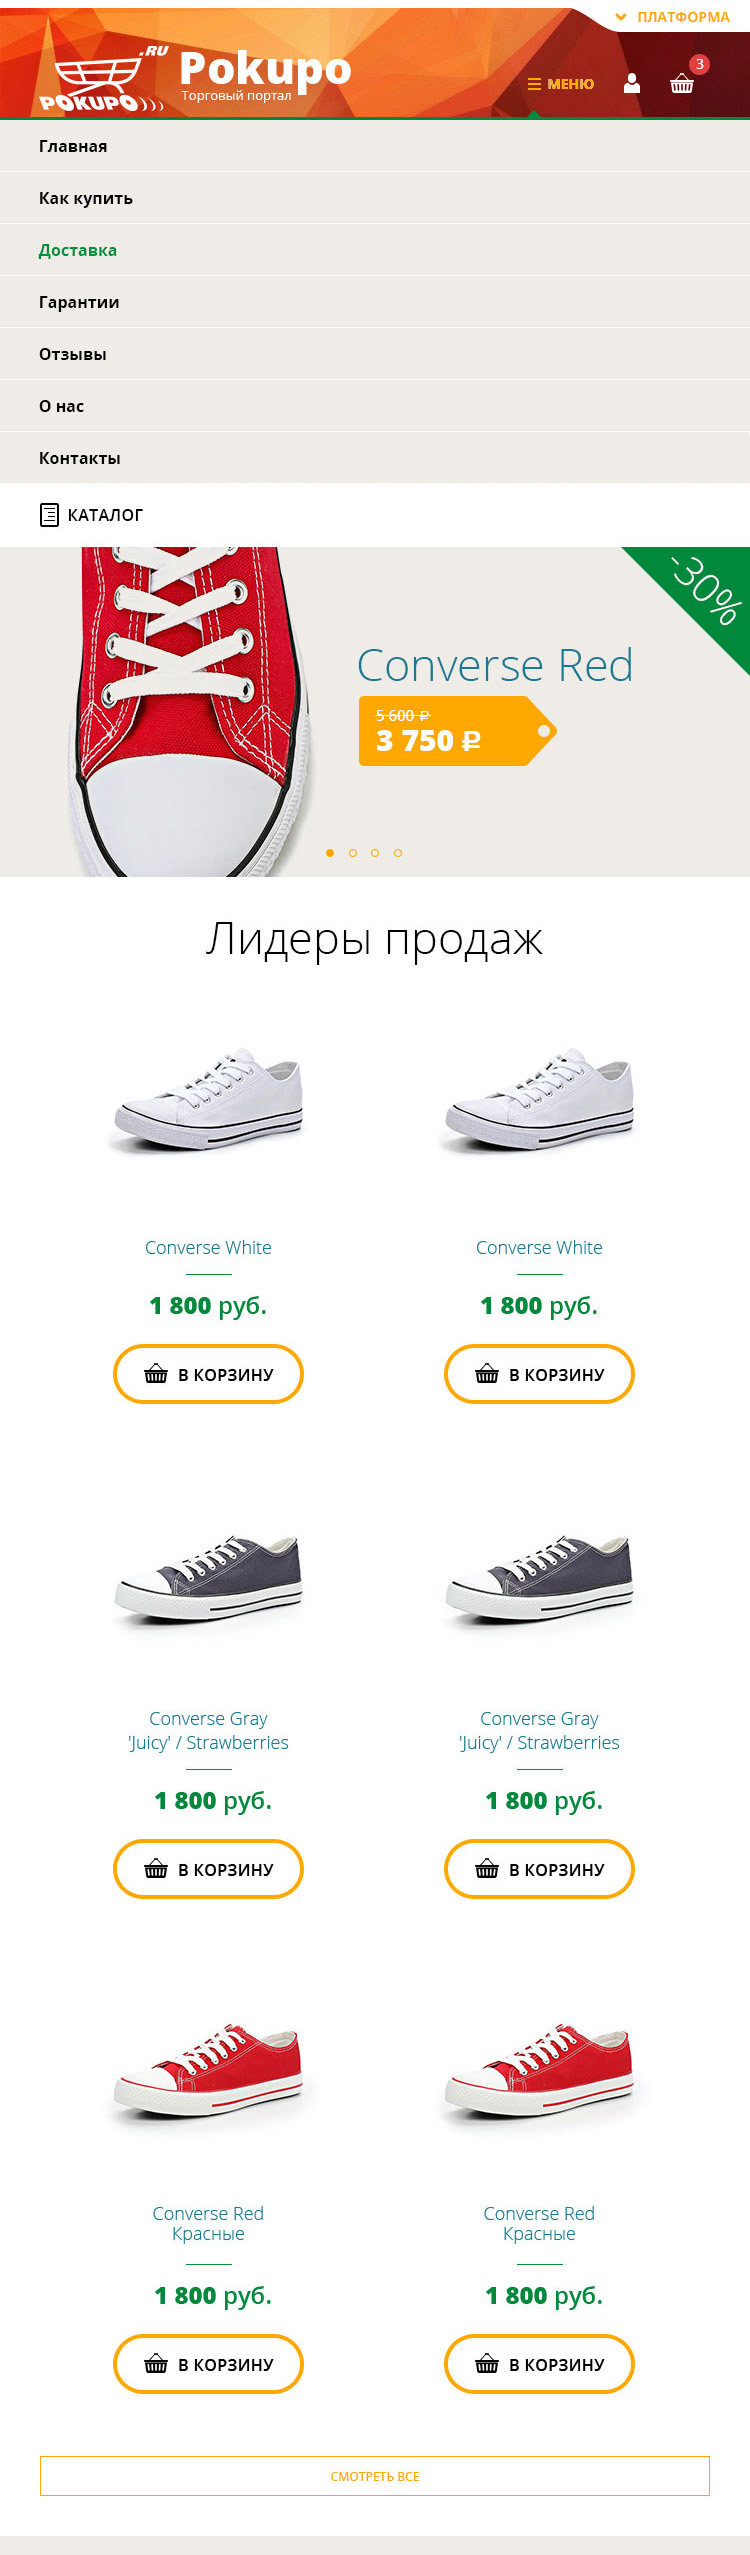 ПЛАТФОРМА
.RU
POKUPO
Pokupo
Торговый портал
МЕНЮ
3
Главная
Как купить
Доставка
Гарантии
Отзывы
О нас
Контакты
КАТАЛОГ
-30%
Converse Red
5 600 ₽
3 750 ₽
Лидеры продаж
Converse White
Converse White
1 800 руб.
1 800 руб.
В КОРЗИНУ
В КОРЗИНУ
Converse Gray
'Juicy' / Strawberries
Converse Gray
'Juicy' / Strawberries
1 800 руб.
1 800 руб.
В КОРЗИНУ
В КОРЗИНУ
Converse Red
Красные
Converse Red
Красные
1 800 руб.
1 800 руб.
В КОРЗИНУ
В КОРЗИНУ
СМОТРЕТЬ ВСЕ